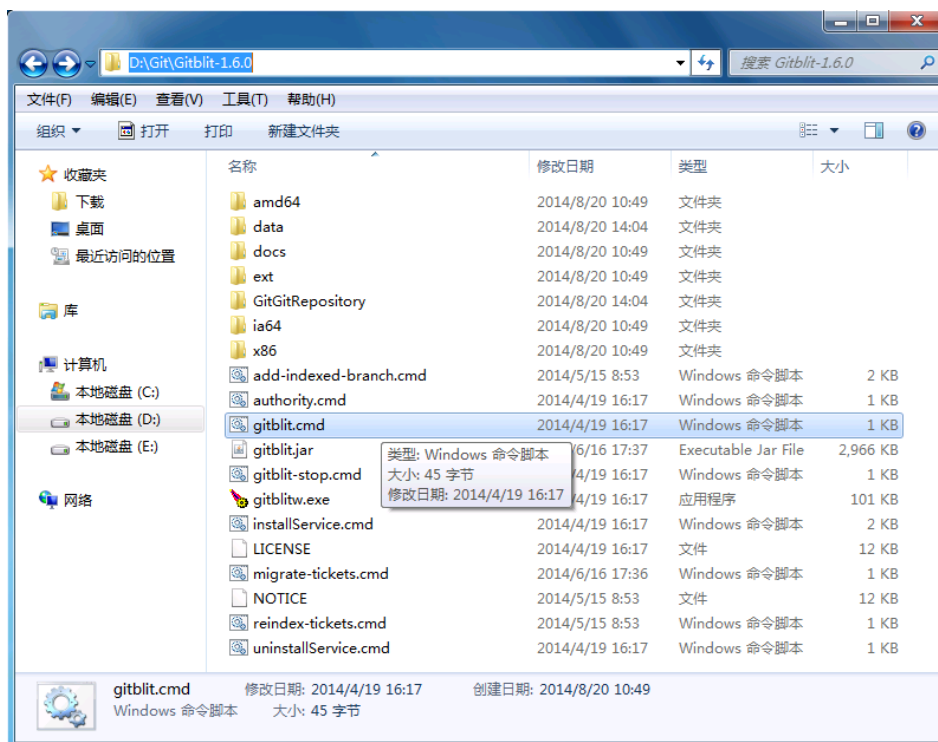 D:\Git\Gitblit-1.6.0
搜索 Gitblit-1.6.0
文件(F) 编辑(E) 查看(V) 工具(T) 帮助(H)
组织 打开 打印 新建文件夹
名称 修改日期 类型 大小
收藏夹
下载
桌面
最近访问的位置
库
计算机
本地磁盘 (C:)
本地磁盘 (D:)
本地磁盘 (E:)
网络
amd64 2014/8/20 10:49 文件夹
data 2014/8/20 14:04 文件夹
docs 2014/8/20 10:49 文件夹
ext 2014/8/20 10:49 文件夹
GitGitRepository 2014/8/20 14:04 文件夹
ia64 2014/8/20 10:49 文件夹
x86 2014/8/20 10:49 文件夹
add-indexed-branch.cmd 2014/5/15 8:53 Windows 命令脚本 2 KB
authority.cmd 2014/4/19 16:17 Windows 命令脚本 1 KB
gitblit.cmd 2014/4/19 16:17 Windows 命令脚本 1 KB
gitblit.jar /6/16 17:37 Executable Jar File 2,966 KB
gitblit-stop.cmd /4/19 16:17 Windows 命令脚本 1 KB
gitblitw.exe /4/19 16:17 应用程序 101 KB
installService.cmd 2014/4/19 16:17 Windows 命令脚本 2 KB
LICENSE 2014/4/19 16:17 文件 12 KB
migrate-tickets.cmd 2014/6/16 17:36 Windows 命令脚本 1 KB
NOTICE 2014/5/15 8:53 文件 12 KB
reindex-tickets.cmd 2014/5/15 8:53 Windows 命令脚本 1 KB
uninstallService.cmd 2014/4/19 16:17 Windows 命令脚本 1 KB
类型: Windows 命令脚本
大小: 45 字节
修改日期: 2014/4/19 16:17
gitblit.cmd 修改日期: 2014/4/19 16:17 创建日期: 2014/8/20 10:49
Windows 命令脚本 大小: 45 字节